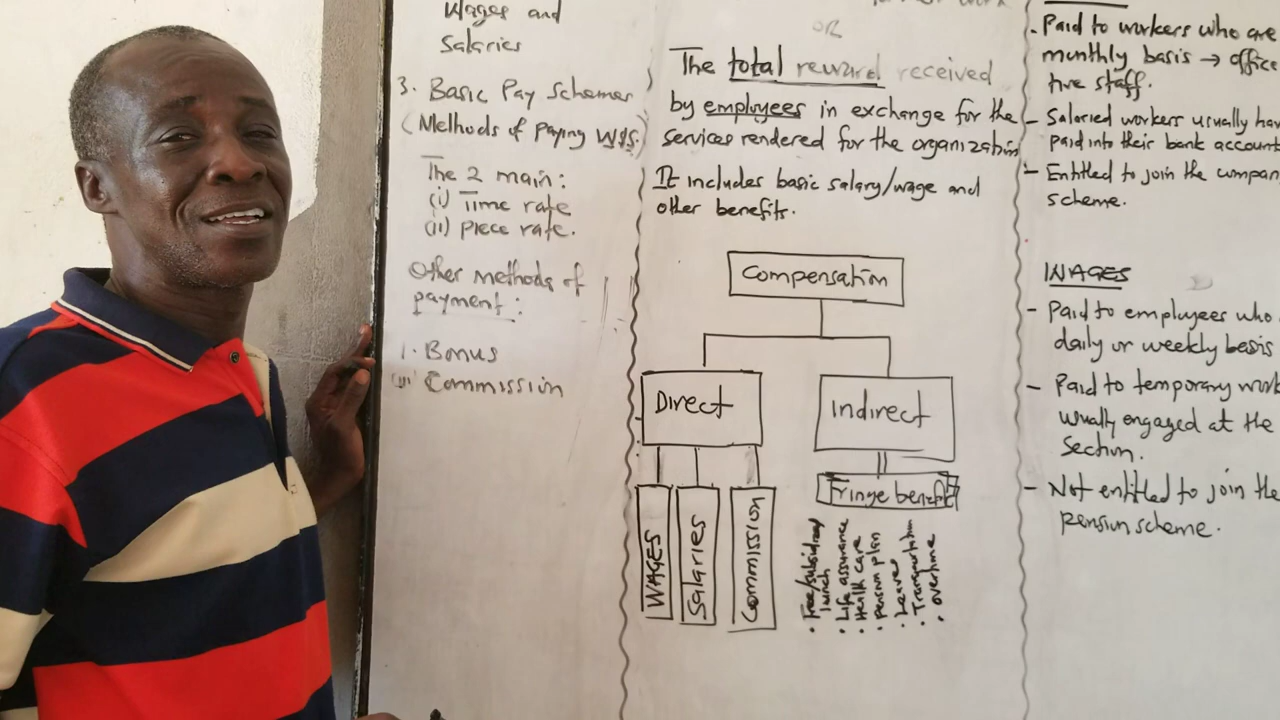 Wages and
Salaries
3. Basic Pay Schemes
(Methods of paying W&S.)
The 2 main:
(i) Time rate
(ii) piece rate.
Other methods of
payment:
1. Bonus
(ii) Commission
OR
The total reward received
by employees in exchange for the
services rendered for the organization
It includes basic salary/wage and
other benefits.
Compensation
Direct
Indirect
WAGES
Salaries
Commission
Fringe benefit
• Free/subsidized
lunch
• Life assurance
• Health care
• pension plan
• Leaves
• Transportation
• overtime
- Paid to workers who are
monthly basis → office
tive staff.
- Salaried workers usually hav
paid into their bank account
- Entitled to join the compan
scheme.
WAGES
- Paid to employees who
daily or weekly basis
- Paid to temporary work
usually engaged at the
section.
- Not entitled to join the
pension scheme.